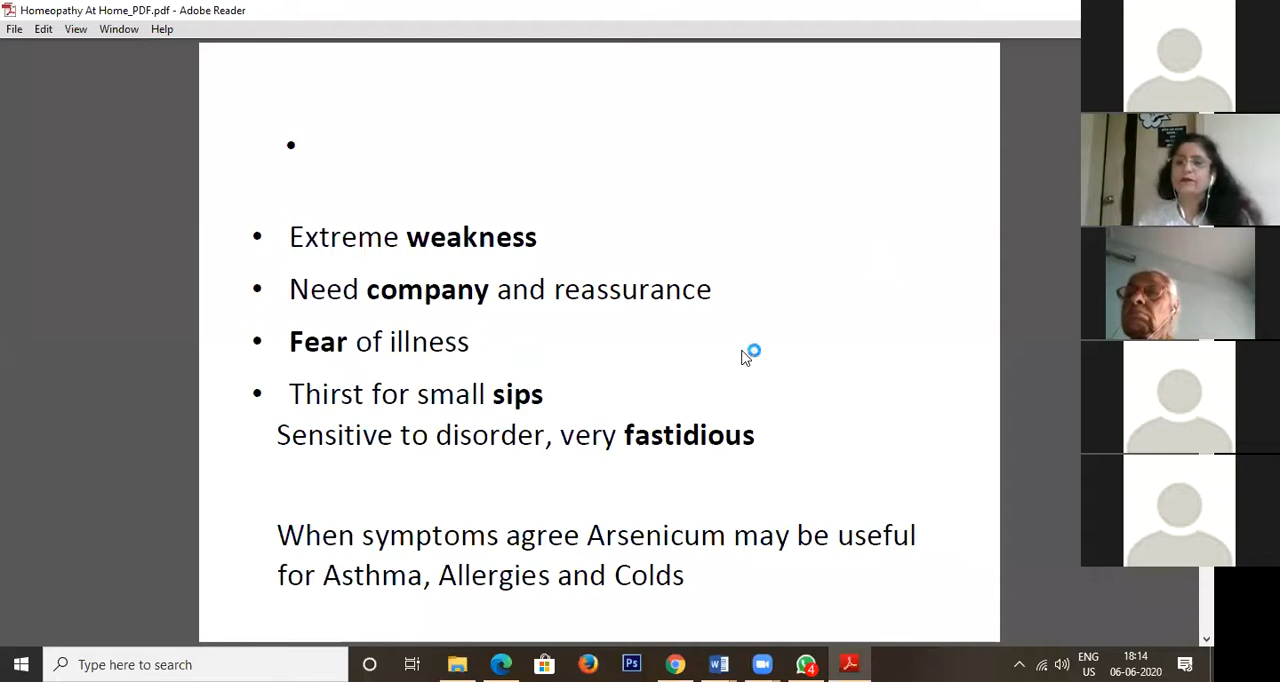 Homeopathy At Home_PDF.pdf - Adobe Reader
File Edit View Window Help
•
• Extreme weakness
• Need company and reassurance
• Fear of illness
• Thirst for small sips
Sensitive to disorder, very fastidious
When symptoms agree Arsenicum may be useful
for Asthma, Allergies and Colds
Type here to search
Ps
4
ENG
US
18:14
06-06-2020